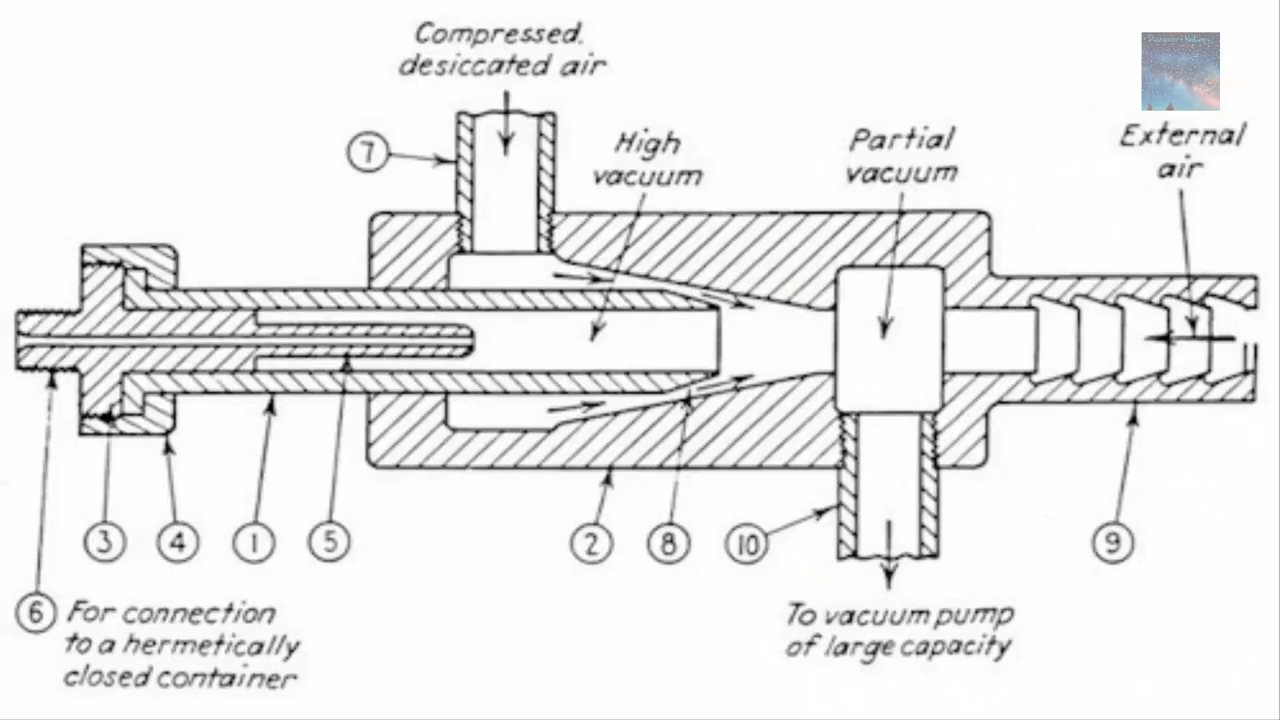 Compressed.
desiccated air
7
High
vacuum
Partial
vacuum
External
air
3
4
1
5
2
8
10
9
6
For connection
to a hermetically
closed container
To vacuum pump
of large capacity